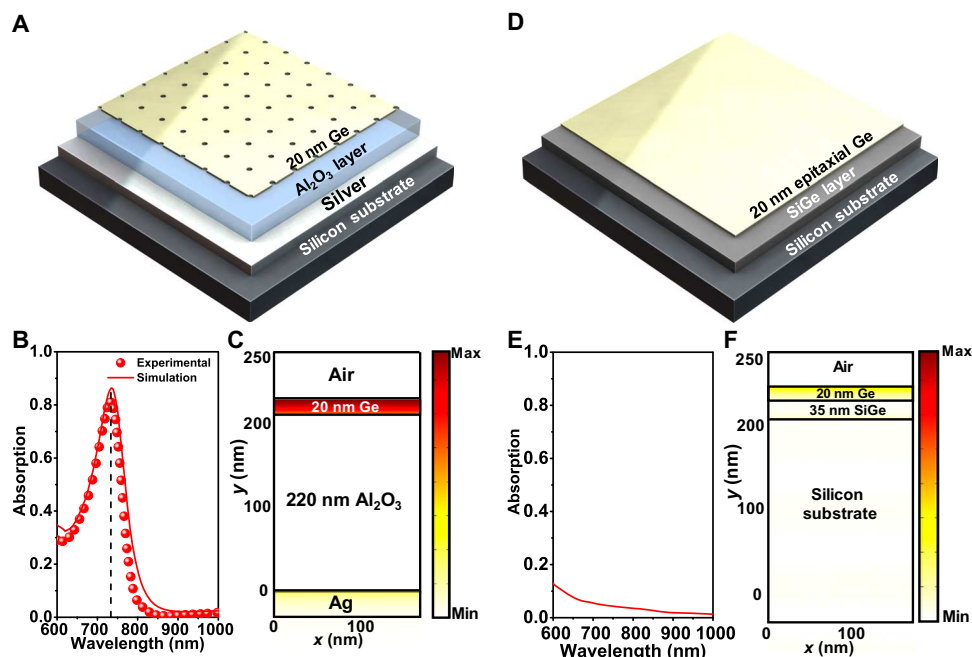 A
20 nm Ge
Al₂O₃ layer
Silver
Silicon substrate
D
20 nm epitaxial Ge
SiGe layer
Silicon substrate
B
1.0
0.8
0.6
0.4
0.2
0.0
Absorption
Experimental
Simulation
600 700 800 900 1000
Wavelength (nm)
C
250
200
100
0
y (nm)
Air
20 nm Ge
220 nm Al₂O₃
Ag
0 100
x (nm)
Max
Min
E
1.0
0.8
0.6
0.4
0.2
0.0
Absorption
600 700 800 900 1000
Wavelength (nm)
F
250
200
100
0
y (nm)
Air
20 nm Ge
35 nm SiGe
Silicon
substrate
0 100
x (nm)
Max
Min